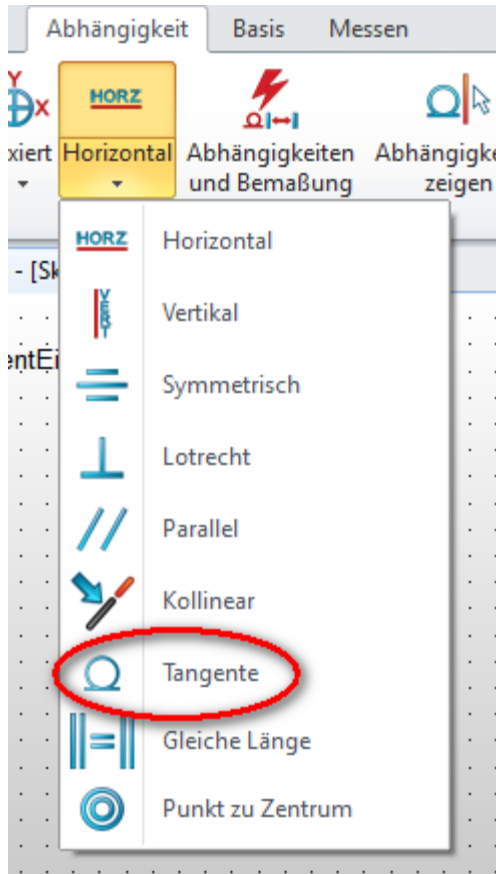 Abhängigkeit Basis Messen
Y
X
HORZ
xiert Horizontal Abhängigkeiten Abhängigke
und Bemaßung zeigen
HORZ Horizontal
- [Sk
VERT Vertikal
entEi
Symmetrisch
Lotrecht
Parallel
Kollinear
Tangente
Gleiche Länge
Punkt zu Zentrum